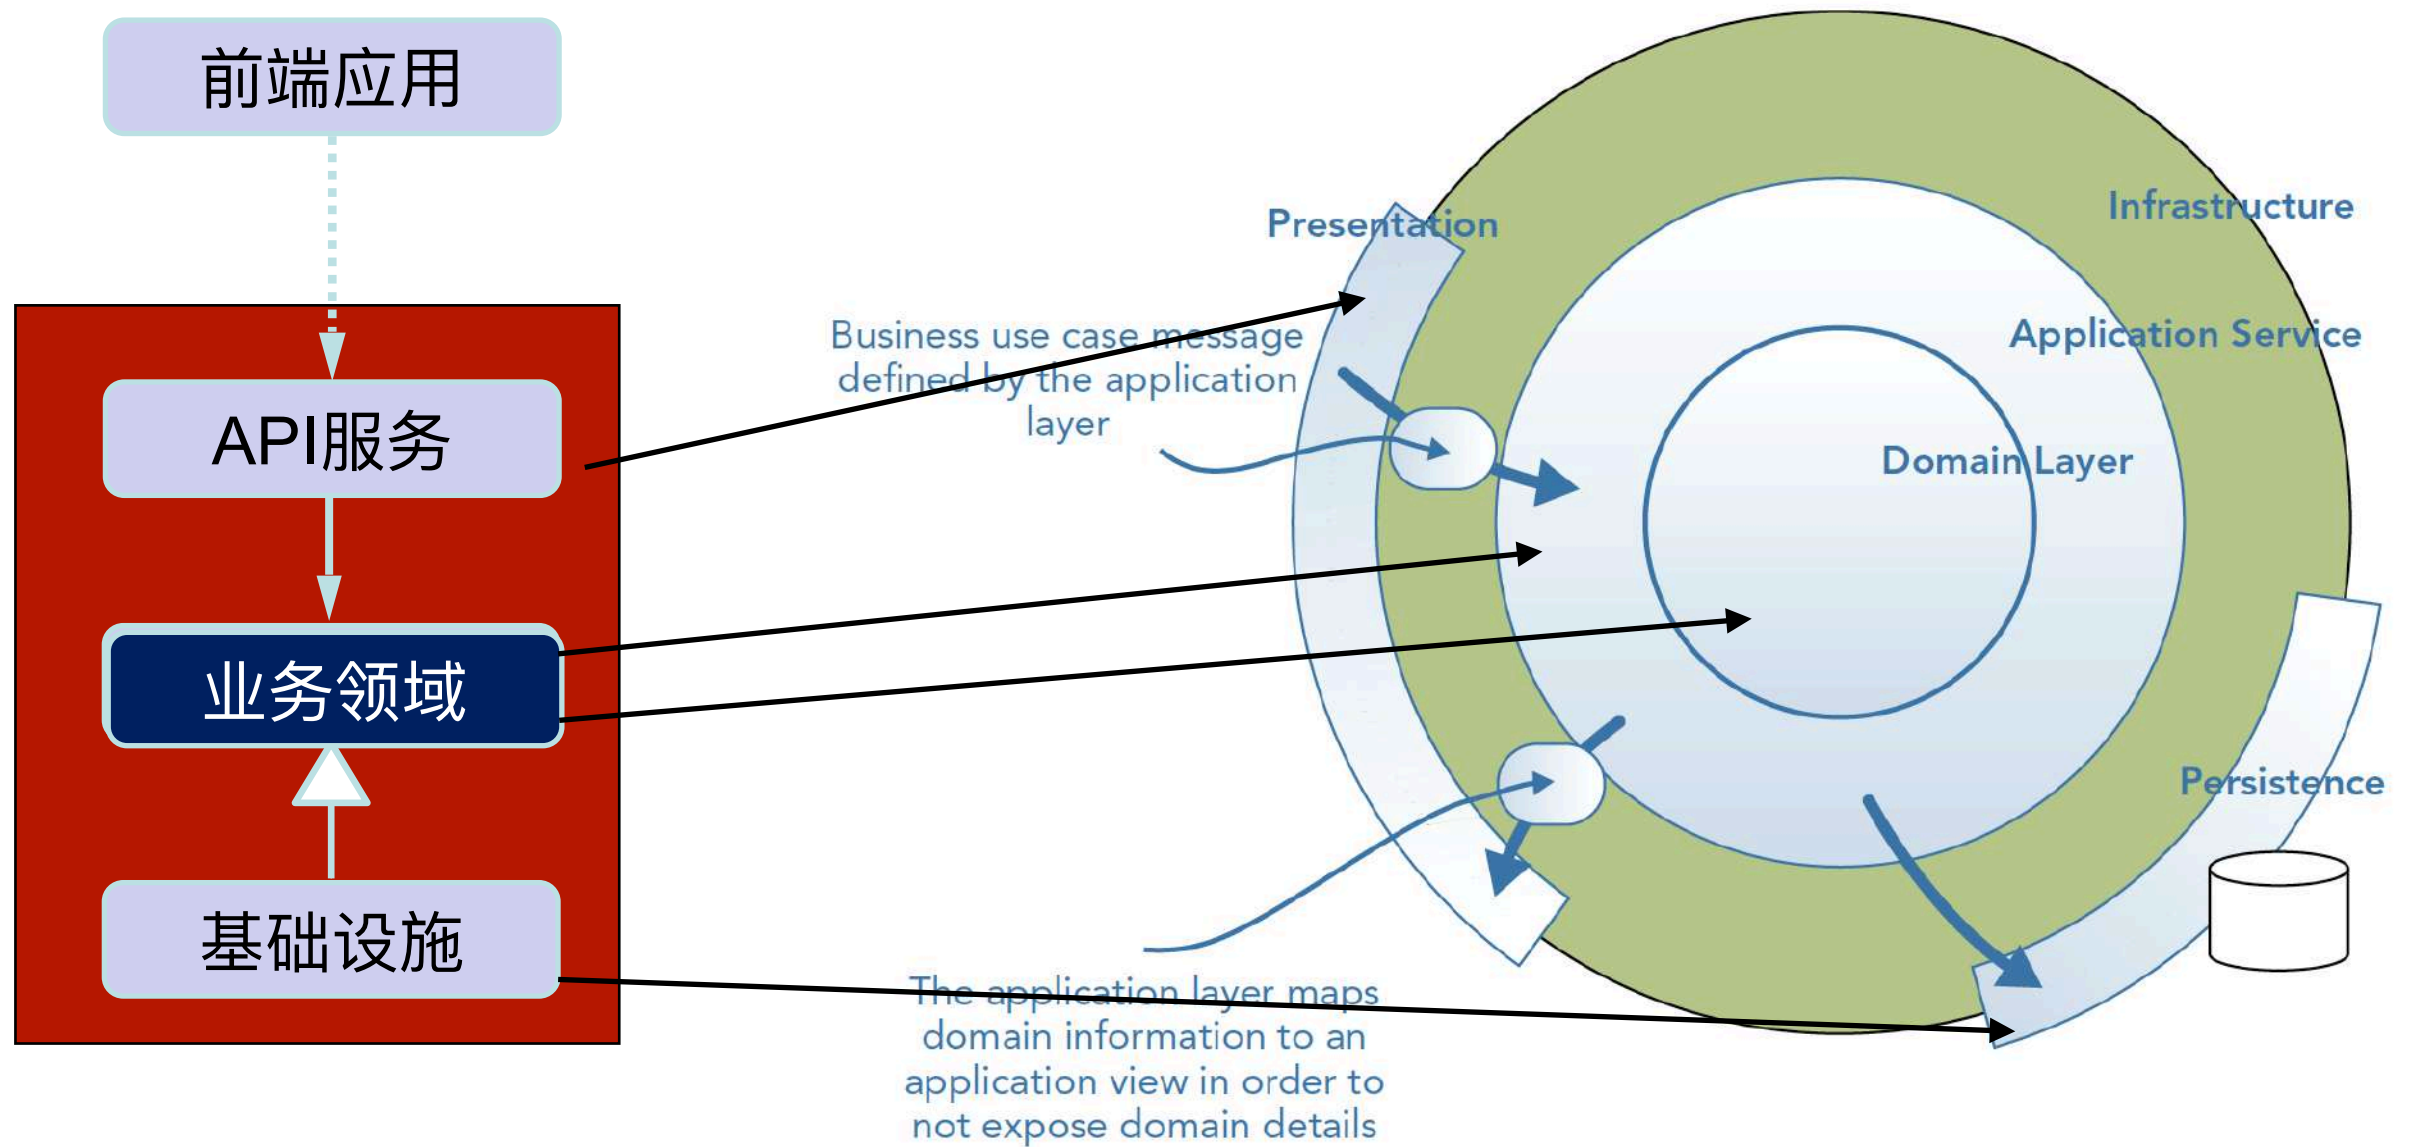 前端应用
API服务
业务领域
基础设施
Presentation
Business use case message
defined by the application
layer
Infrastructure
Application Service
Domain Layer
Persistence
The application layer maps
domain information to an
application view in order to
not expose domain details